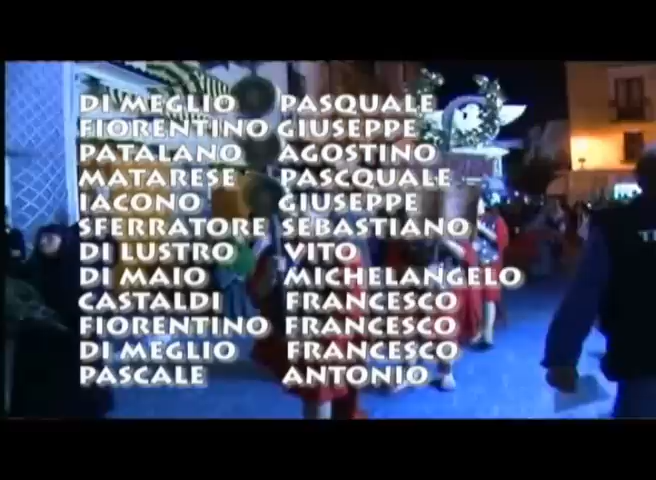 DI MEGLIO PASQUALE
FIORENTINO GIUSEPPE
PATALANO AGOSTINO
MATARESE PASCQUALE
IACONO GIUSEPPE
SFERRATORE SEBASTIANO
DI LUSTRO VITO
DI MAIO MICHELANGELO
CASTALDI FRANCESCO
FIORENTINO FRANCESCO
DI MEGLIO FRANCESCO
PASCALE ANTONIO